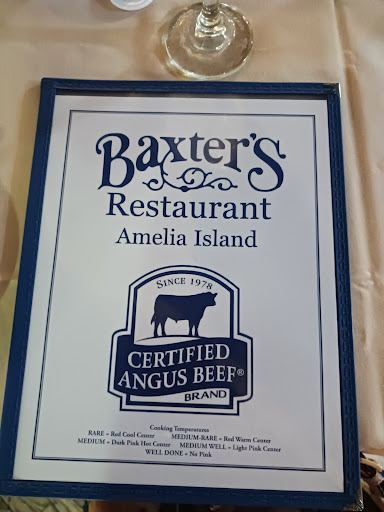 Baxter's
Restaurant
Amelia Island
SINCE 1978
CERTIFIED
ANGUS BEEF®
BRAND
Cooking Temperatures
RARE = Red Cool Center MEDIUM-RARE = Red Warm Center
MEDIUM = Dark Pink Hot Center MEDIUM WELL = Light Pink Center
WELL DONE = No Pink